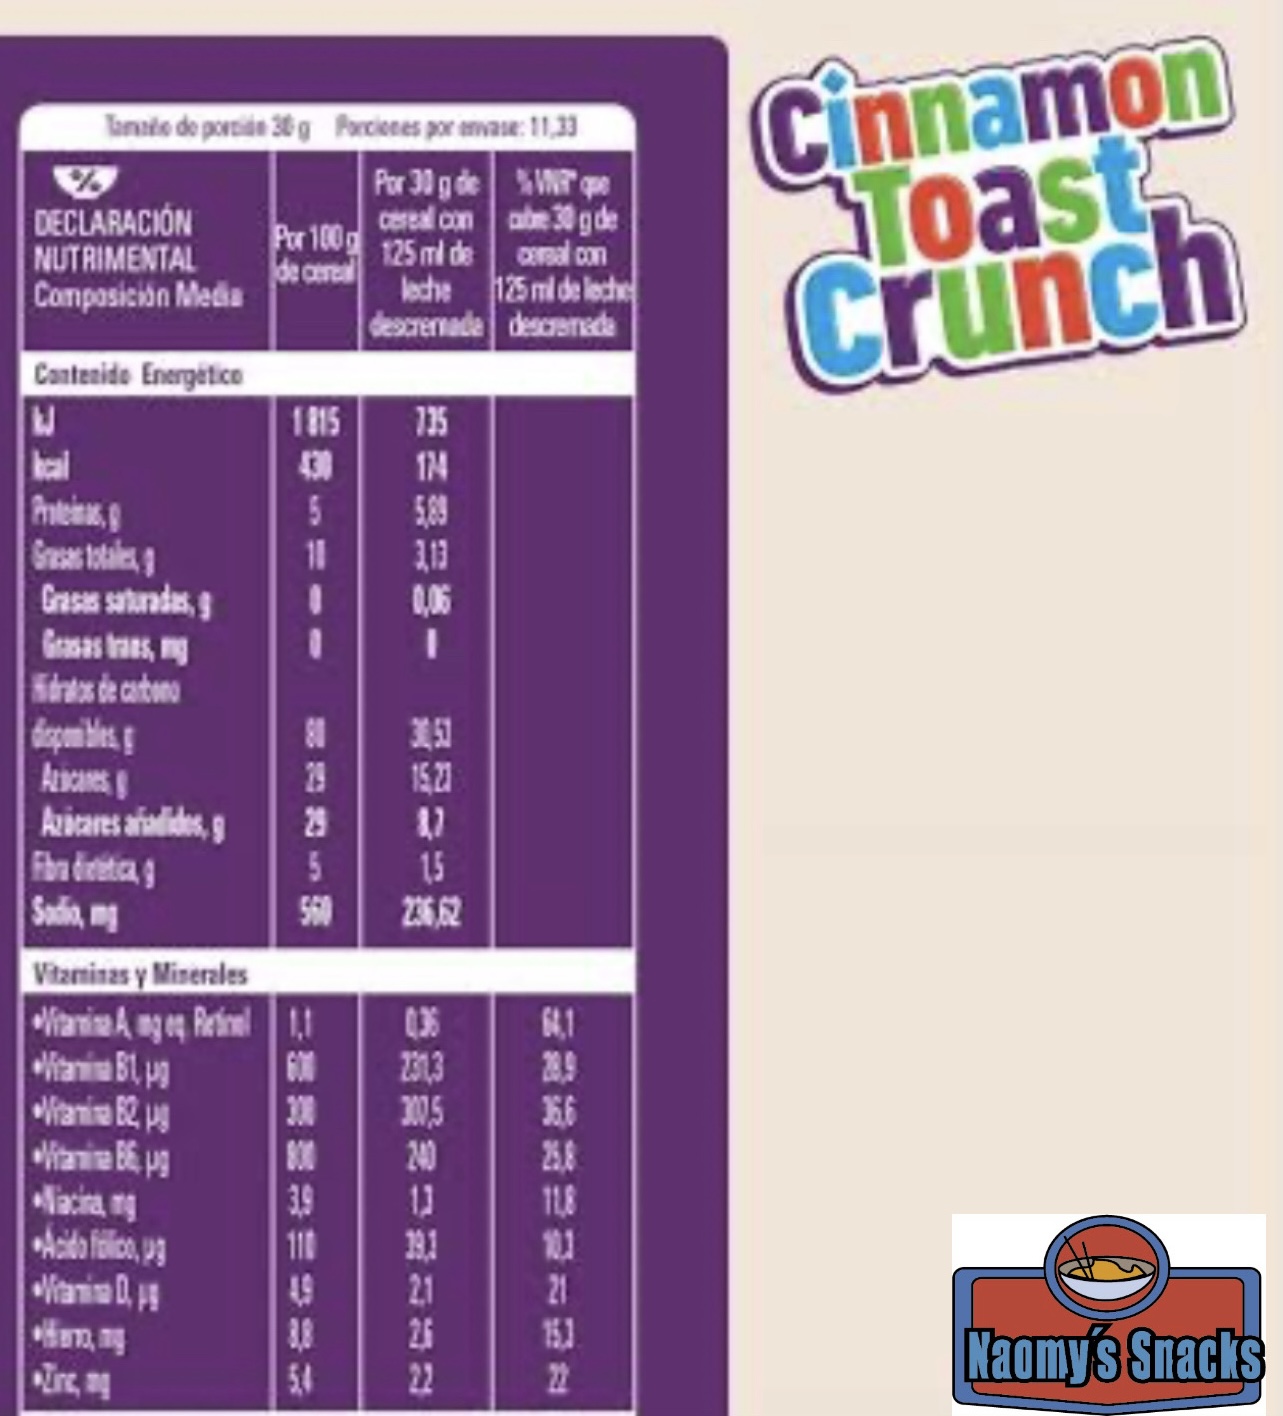 Tamaño de porción 30 g Porciones por envase: 11,33
%
DECLARACIÓN
NUTRIMENTAL
Composición Media
Por 100 g
de cereal
Por 30 g de
cereal con
125 ml de
leche
descremada
% VNR* que
cubre 30 g de
cereal con
125 ml de leche
descremada
Contenido Energético
kJ 1 815 735
kcal 430 174
Proteínas, g 5 5,89
Grasas totales, g 10 3,13
Grasas saturadas, g 0 0,06
Grasas trans, mg 0 0
Hidratos de carbono
disponibles, g 80 30,53
Azúcares, g 29 15,23
Azúcares añadidos, g 29 8,7
Fibra dietética, g 5 1,5
Sodio, mg 560 236,62
Vitaminas y Minerales
•Vitamina A, mg eq. Retinol 1,1 0,36 64,1
•Vitamina B1, µg 600 231,3 28,9
•Vitamina B2, µg 300 307,5 36,6
•Vitamina B6, µg 800 240 25,8
•Niacina, mg 3,9 1,3 11,8
•Ácido fólico, µg 110 39,3 10,3
•Vitamina D, µg 4,9 2,1 21
•Hierro, mg 8,8 2,6 15,3
•Zinc, mg 5,4 2,2 22
Cinnamon
Toast
Crunch
Naomy's Snacks